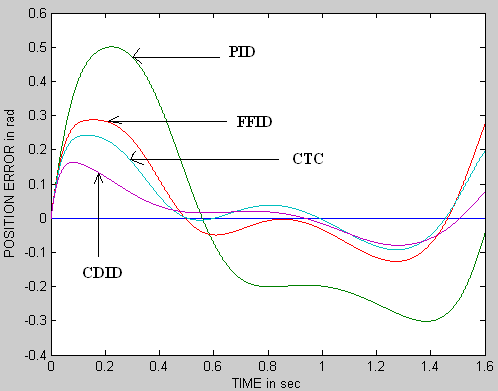 0.6
0.5
0.4
0.3
0.2
0.1
0
-0.1
-0.2
-0.3
-0.4
POSITION ERROR in rad
PID
FFID
CTC
CDID
0 0.2 0.4 0.6 0.8 1 1.2 1.4 1.6
TIME in sec